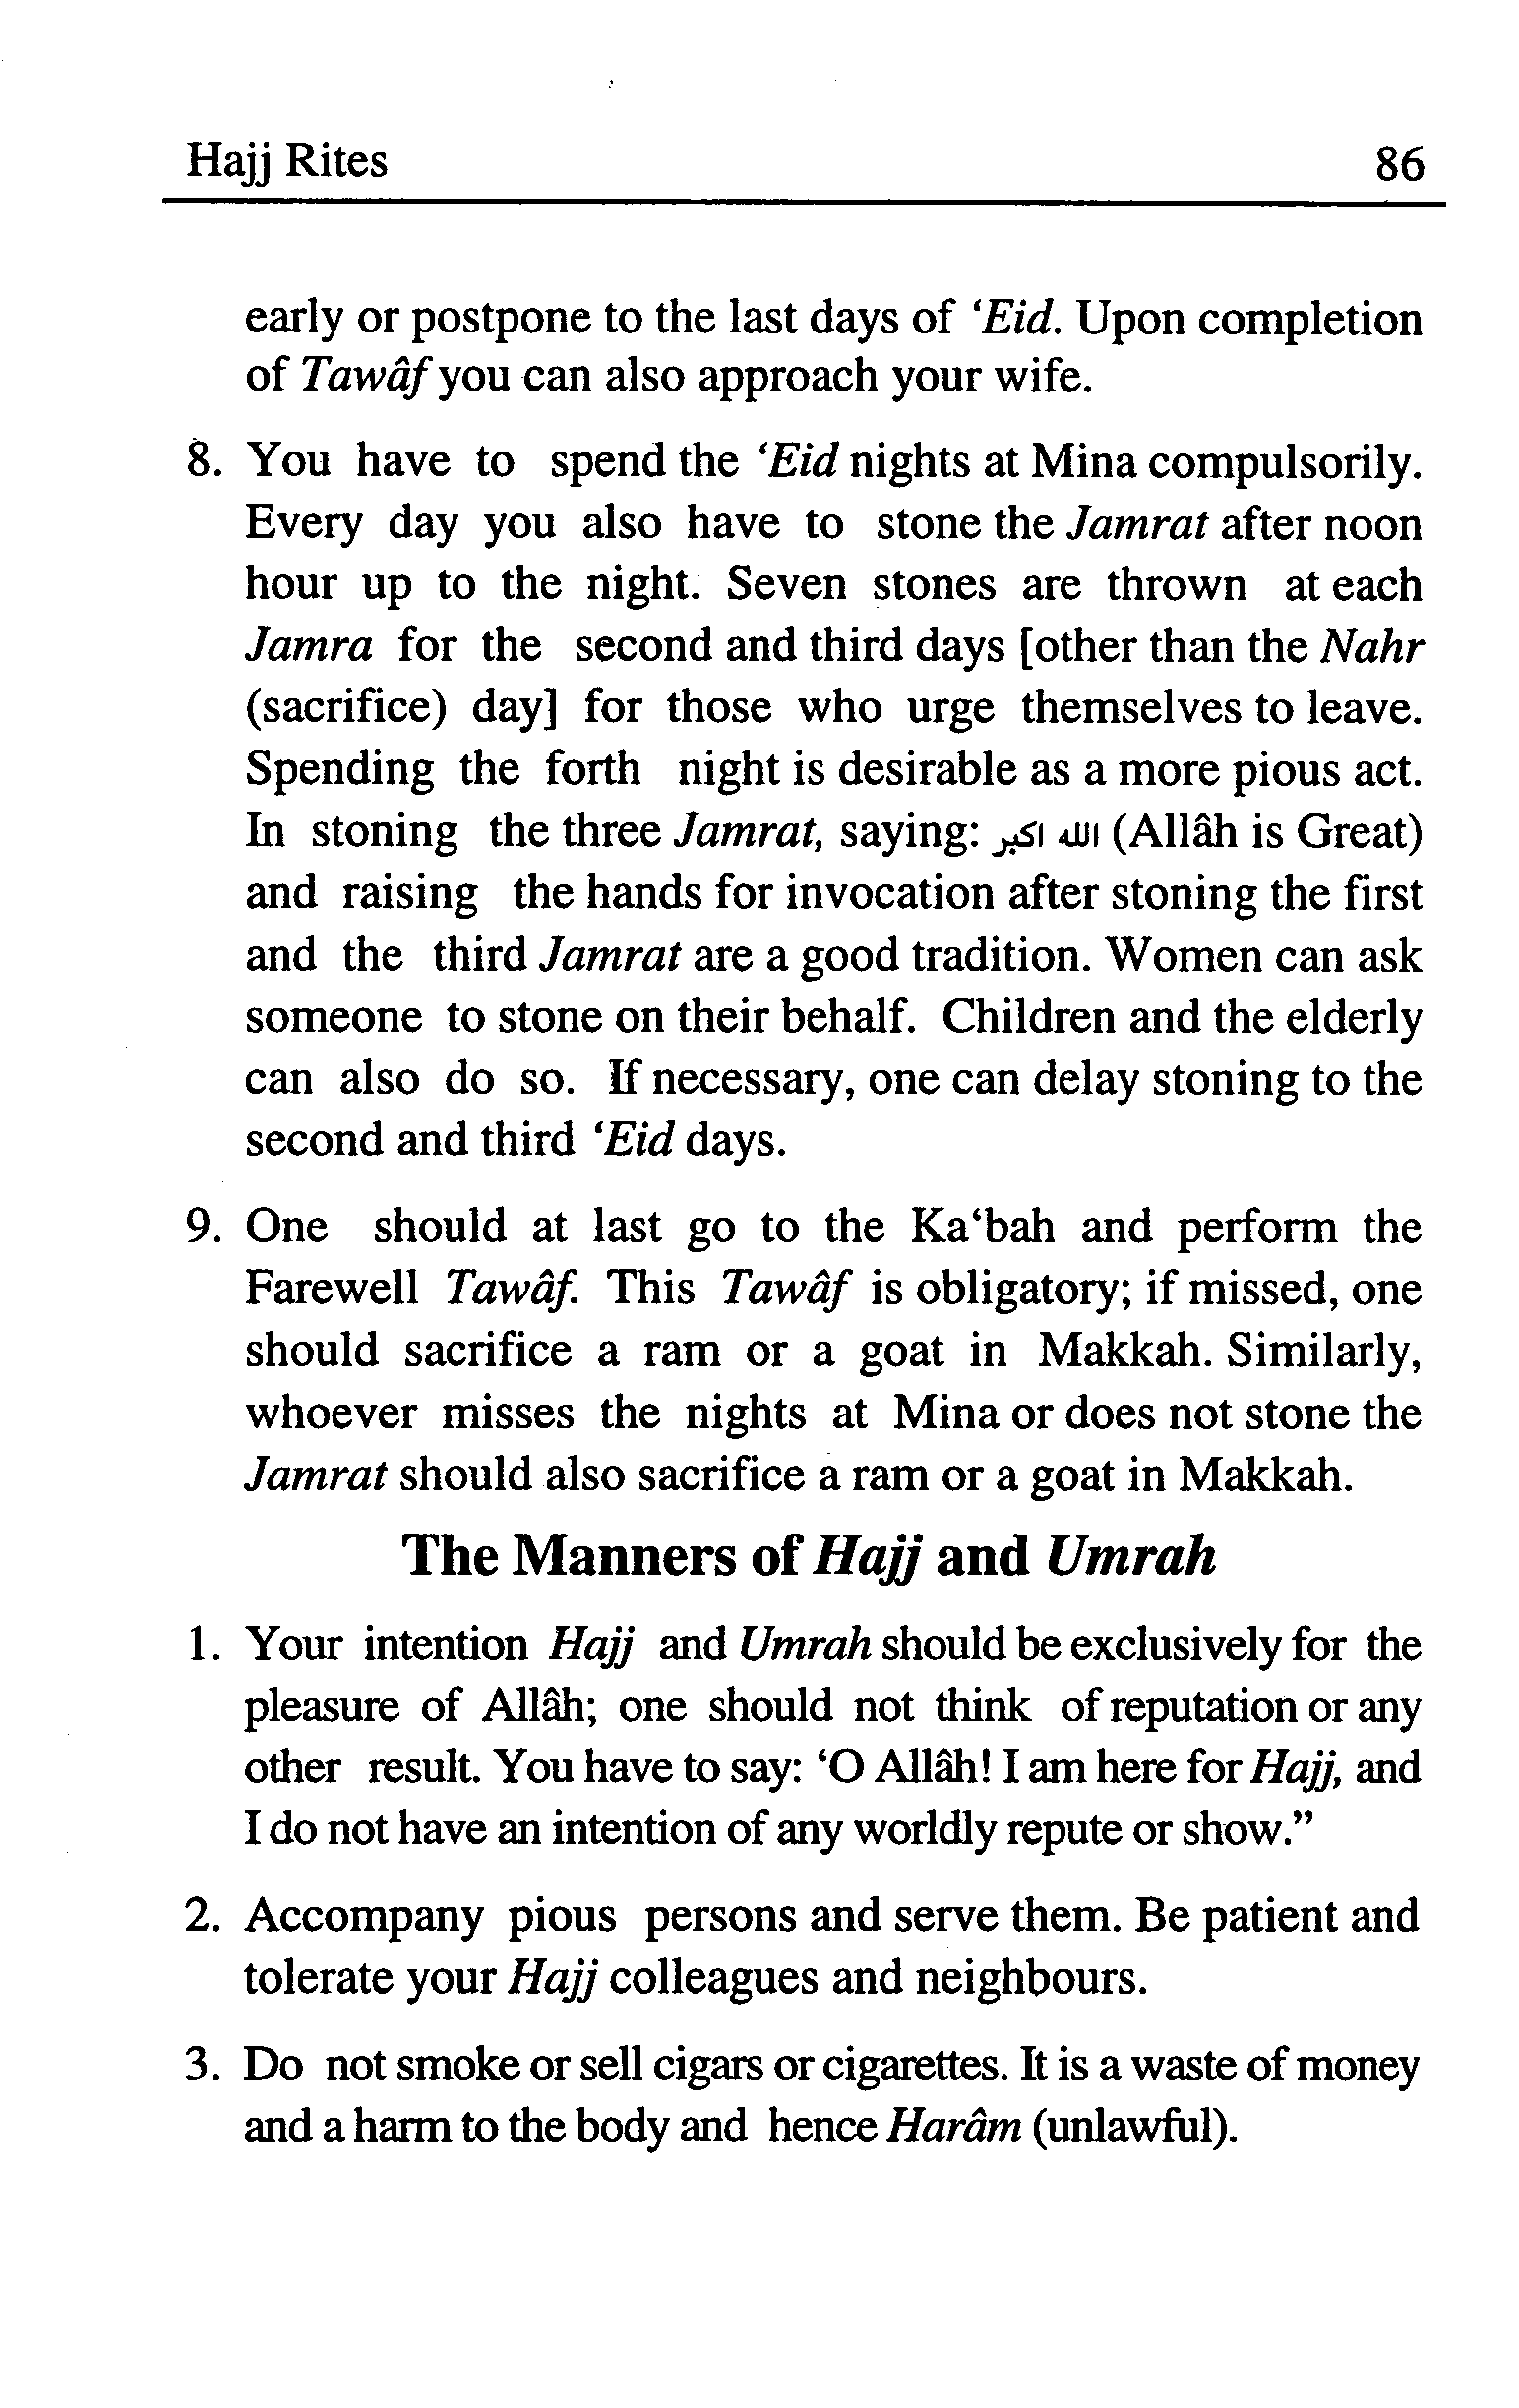 Hajj Rites 86
early or postpone to the last days of ‘Eid. Upon completion
of Tawâf you can also approach your wife.
8. You have to spend the ‘Eid nights at Mina compulsorily.
Every day you also have to stone the Jamrat after noon
hour up to the night. Seven stones are thrown at each
Jamra for the second and third days [other than the Nahr
(sacrifice) day] for those who urge themselves to leave.
Spending the forth night is desirable as a more pious act.
In stoning the three Jamrat, saying: الله اكبر (Allâh is Great)
and raising the hands for invocation after stoning the first
and the third Jamrat are a good tradition. Women can ask
someone to stone on their behalf. Children and the elderly
can also do so. If necessary, one can delay stoning to the
second and third ‘Eid days.
9. One should at last go to the Ka‘bah and perform the
Farewell Tawâf. This Tawâf is obligatory; if missed, one
should sacrifice a ram or a goat in Makkah. Similarly,
whoever misses the nights at Mina or does not stone the
Jamrat should also sacrifice a ram or a goat in Makkah.
The Manners of Hajj and Umrah
1. Your intention Hajj and Umrah should be exclusively for the
pleasure of Allâh; one should not think of reputation or any
other result. You have to say: ‘O Allâh! I am here for Hajj, and
I do not have an intention of any worldly repute or show.”
2. Accompany pious persons and serve them. Be patient and
tolerate your Hajj colleagues and neighbours.
3. Do not smoke or sell cigars or cigarettes. It is a waste of money
and a harm to the body and hence Harâm (unlawful).